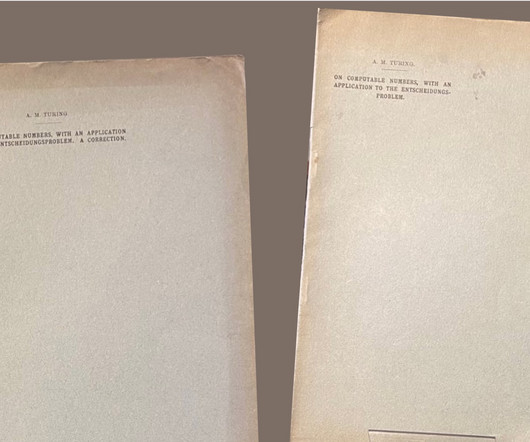 A. M. TURING
TABLE NUMBERS, WITH AN APPLICATION
NTSCHEIDUNGSPROBLEM. A CORRECTION.
A. M. TURING.
ON COMPUTABLE NUMBERS, WITH AN
APPLICATION TO THE ENTSCHEIDUNGS-
PROBLEM.